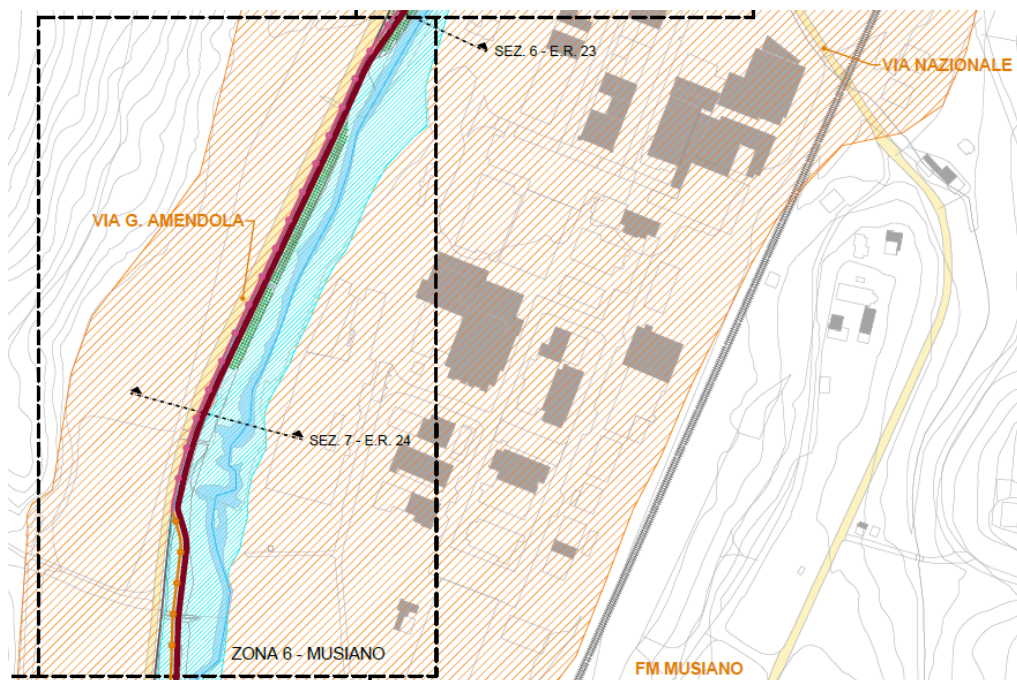 SEZ. 6 - E.R. 23
VIA NAZIONALE
VIA G. AMENDOLA
SEZ. 7 - E.R. 24
ZONA 6 - MUSIANO
FM MUSIANO